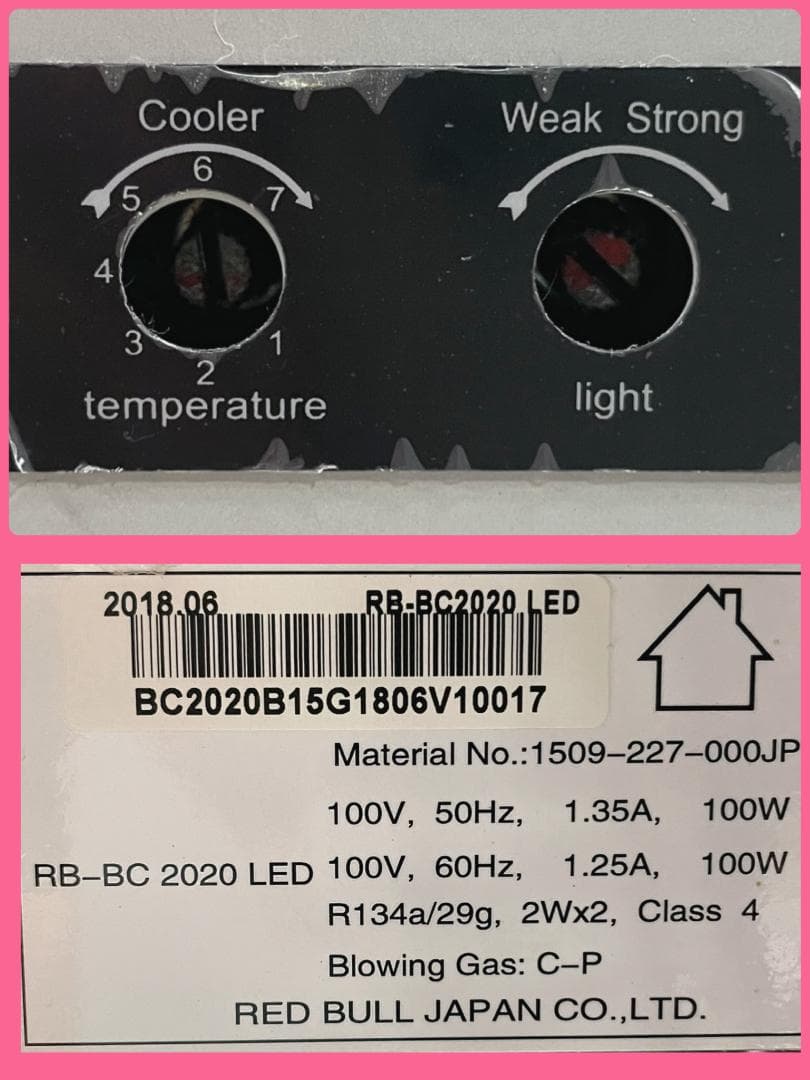 Cooler
Weak Strong
6
5
7
4
3
1
2
temperature
light
2018.06 RB-BC2020 LED
BC2020B15G1806V10017
Material No.:1509-227-000JP
100V, 50Hz, 1.35A, 100W
RB-BC 2020 LED 100V, 60Hz, 1.25A, 100W
R134a/29g, 2Wx2, Class 4
Blowing Gas: C-P
RED BULL JAPAN CO.,LTD.